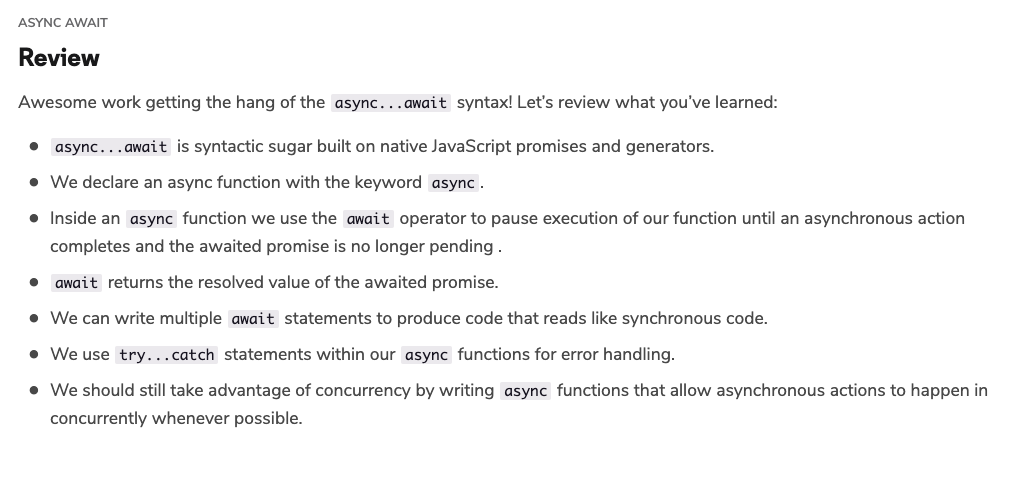 ASYNC AWAIT
Review
Awesome work getting the hang of the async...await syntax! Let's review what you've learned:
● async...await is syntactic sugar built on native JavaScript promises and generators.
● We declare an async function with the keyword async.
● Inside an async function we use the await operator to pause execution of our function until an asynchronous action
completes and the awaited promise is no longer pending .
● await returns the resolved value of the awaited promise.
● We can write multiple await statements to produce code that reads like synchronous code.
● We use try...catch statements within our async functions for error handling.
● We should still take advantage of concurrency by writing async functions that allow asynchronous actions to happen in
concurrently whenever possible.